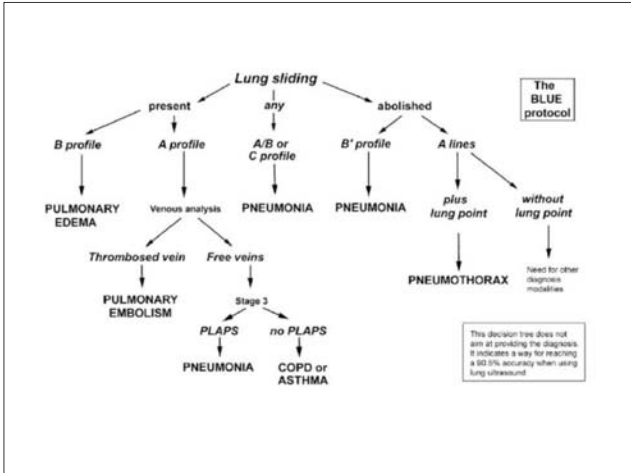 Lung sliding
The
BLUE
protocol
present
any
abolished
B profile
A profile
A/B or
C profile
B' profile
A lines
PULMONARY
EDEMA
Venous analysis
PNEUMONIA
PNEUMONIA
plus
lung point
without
lung point
Thrombosed vein
Free veins
PULMONARY
EMBOLISM
Stage 3
PNEUMOTHORAX
Need for other
diagnosis
modalities
PLAPS
no PLAPS
PNEUMONIA
COPD or
ASTHMA
This decision tree does not
aim at providing the diagnosis.
It indicates a way for reaching
a 90.5% accuracy when using
lung ultrasound